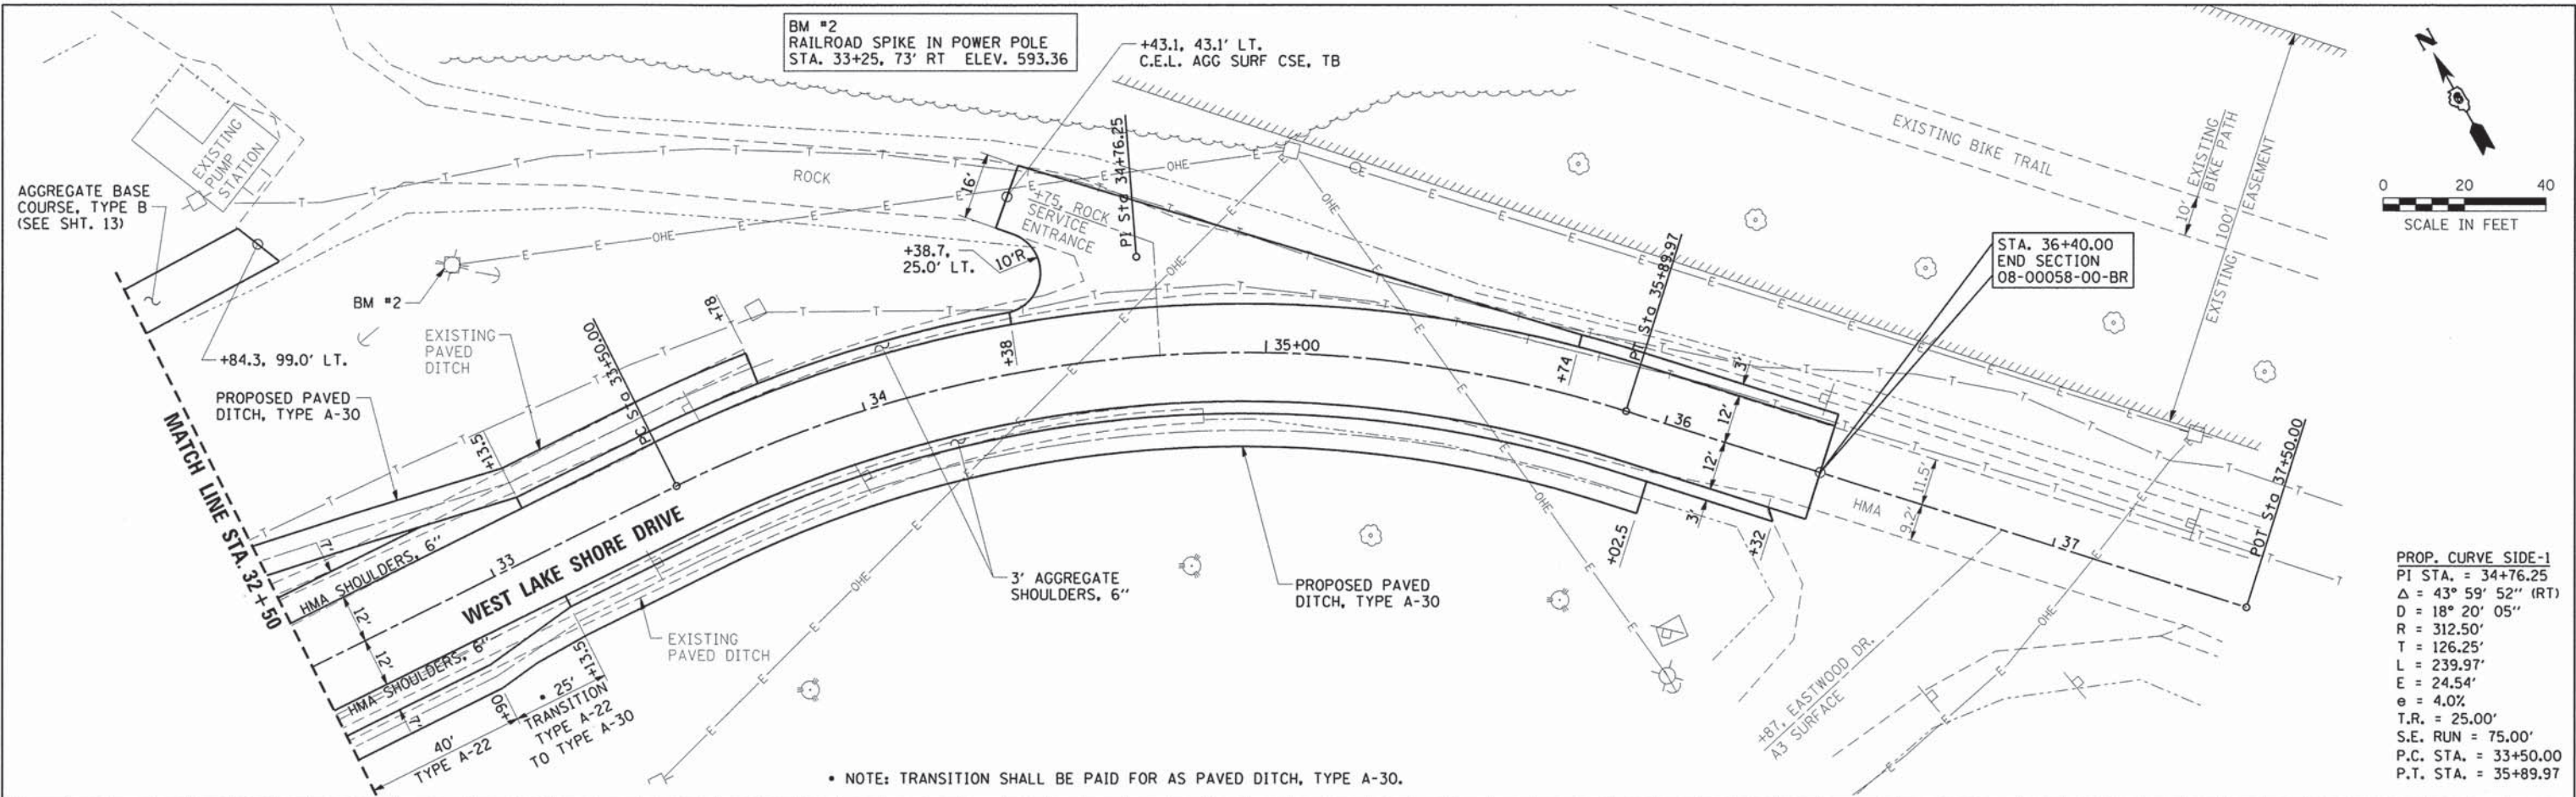 BM #2
RAILROAD SPIKE IN POWER POLE
STA. 33+25, 73' RT ELEV. 593.36
+43.1, 43.1' LT.
C.E.L. AGG SURF CSE, TB
N
0 20 40
SCALE IN FEET
EXISTING
PUMP
STATION
AGGREGATE BASE
COURSE, TYPE B
(SEE SHT. 13)
ROCK
16'
+75, ROCK
SERVICE
ENTRANCE
PI Sta 34+76.25
EXISTING BIKE TRAIL
10' EXISTING
BIKE PATH
EXISTING 100'
EASEMENT
+38.7,
25.0' LT.
10'R
STA. 36+40.00
END SECTION
08-00058-00-BR
BM #2
+84.3, 99.0' LT.
EXISTING
PAVED
DITCH
PROPOSED PAVED
DITCH, TYPE A-30
+13.5
PC Sta 33+50.00
+78
+38
35+00
34
+74
PT Sta 35+89.97
3'
12'
36
12'
3'
+02.5
+32
HMA
11.5'
9.2'
37
POT Sta 37+50.00
MATCH LINE STA. 32+50
7'
HMA SHOULDERS, 6"
12'
33
WEST LAKE SHORE DRIVE
12'
HMA SHOULDERS, 6"
7'
3' AGGREGATE
SHOULDERS, 6"
PROPOSED PAVED
DITCH, TYPE A-30
EXISTING
PAVED DITCH
+90
+13.5
40'
TYPE A-22
• 25'
TRANSITION
TYPE A-22
TO TYPE A-30
+87, EASTWOOD DR.
A3 SURFACE
• NOTE: TRANSITION SHALL BE PAID FOR AS PAVED DITCH, TYPE A-30.
PROP. CURVE SIDE-1
PI STA. = 34+76.25
Δ = 43° 59' 52" (RT)
D = 18° 20' 05"
R = 312.50'
T = 126.25'
L = 239.97'
E = 24.54'
e = 4.0%
T.R. = 25.00'
S.E. RUN = 75.00'
P.C. STA. = 33+50.00
P.T. STA. = 35+89.97